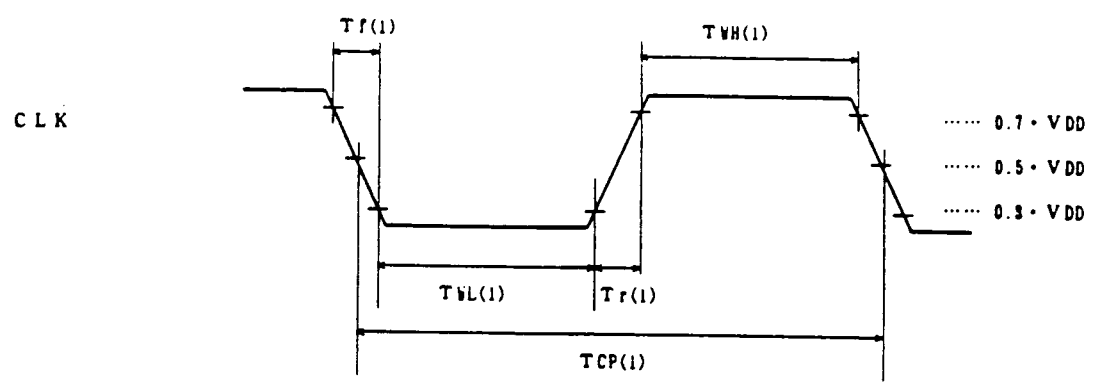 Tf(1)
TWH(1)
CLK
...... 0.7・VDD
...... 0.5・VDD
...... 0.3・VDD
TWL(1)
Tr(1)
TCP(1)